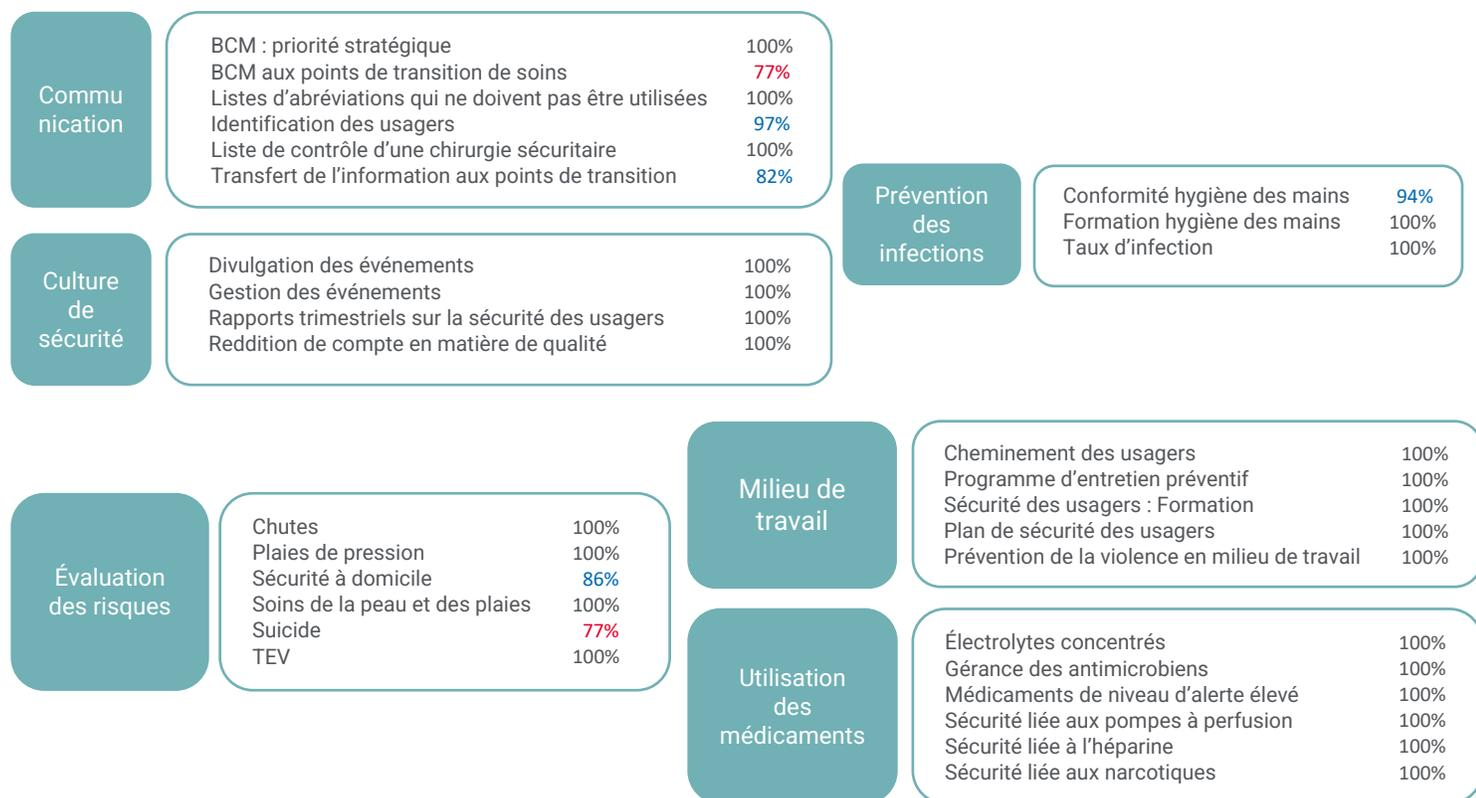 Commu
nication
BCM : priorité stratégique 100%
BCM aux points de transition de soins 77%
Listes d’abréviations qui ne doivent pas être utilisées 100%
Identification des usagers 97%
Liste de contrôle d’une chirurgie sécuritaire 100%
Transfert de l’information aux points de transition 82%
Prévention
des
infections
Conformité hygiène des mains 94%
Formation hygiène des mains 100%
Taux d’infection 100%
Culture
de
sécurité
Divulgation des événements 100%
Gestion des événements 100%
Rapports trimestriels sur la sécurité des usagers 100%
Reddition de compte en matière de qualité 100%
Milieu de
travail
Cheminement des usagers 100%
Programme d’entretien préventif 100%
Sécurité des usagers : Formation 100%
Plan de sécurité des usagers 100%
Prévention de la violence en milieu de travail 100%
Évaluation
des risques
Chutes 100%
Plaies de pression 100%
Sécurité à domicile 86%
Soins de la peau et des plaies 100%
Suicide 77%
TEV 100%
Utilisation
des
médicaments
Électrolytes concentrés 100%
Gérance des antimicrobiens 100%
Médicaments de niveau d’alerte élevé 100%
Sécurité liée aux pompes à perfusion 100%
Sécurité liée à l’héparine 100%
Sécurité liée aux narcotiques 100%